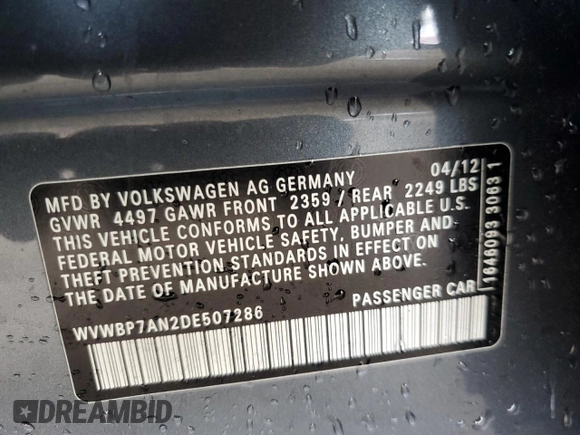 MFD BY VOLKSWAGEN AG GERMANY 04/12
GVWR 4497 GAWR FRONT 2359 / REAR 2249 LBS
THIS VEHICLE CONFORMS TO ALL APPLICABLE U.S.
FEDERAL MOTOR VEHICLE SAFETY, BUMPER AND
THEFT PREVENTION STANDARDS IN EFFECT ON
THE DATE OF MANUFACTURE SHOWN ABOVE.
WVWBP7AN2DE507286 PASSENGER CAR
1646093 3063 1
DREAMBID